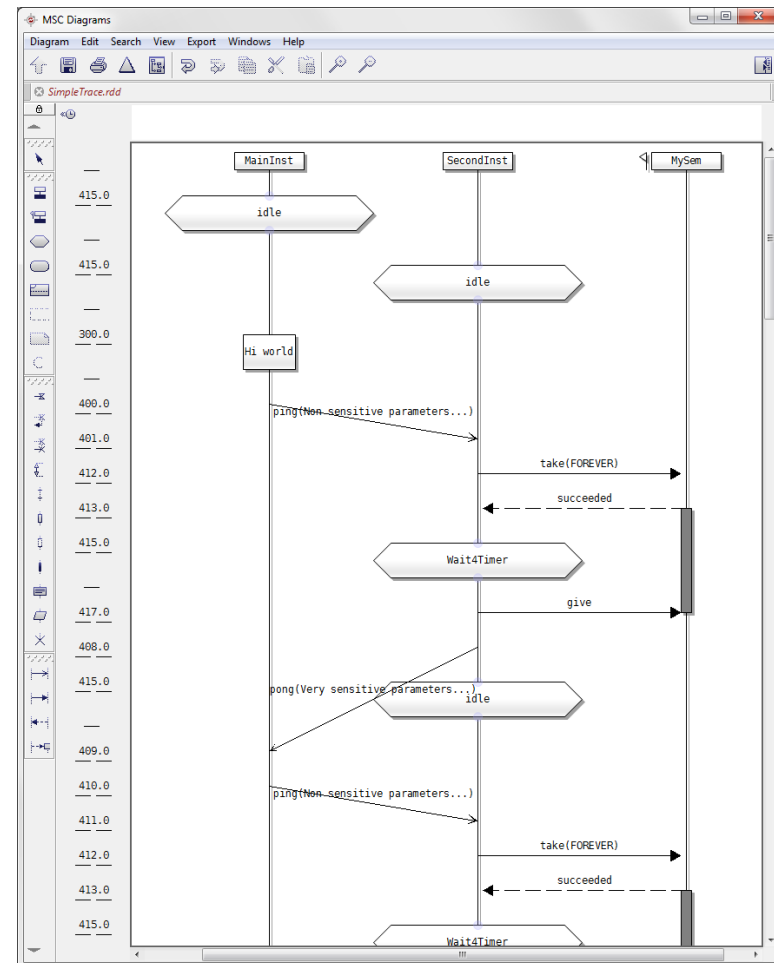 MSC Diagrams
Diagram Edit Search View Export Windows Help
SimpleTrace.rdd
MainInst SecondInst MySem
415.0
idle
415.0
idle
300.0
Hi world
400.0
ping(Non sensitive parameters...)
401.0
take(FOREVER)
412.0
succeeded
413.0
415.0
Wait4Timer
give
417.0
408.0
415.0
pong(Very sensitive parameters...)
idle
409.0
410.0
ping(Non sensitive parameters...)
411.0
take(FOREVER)
412.0
succeeded
413.0
415.0
Wait4Timer